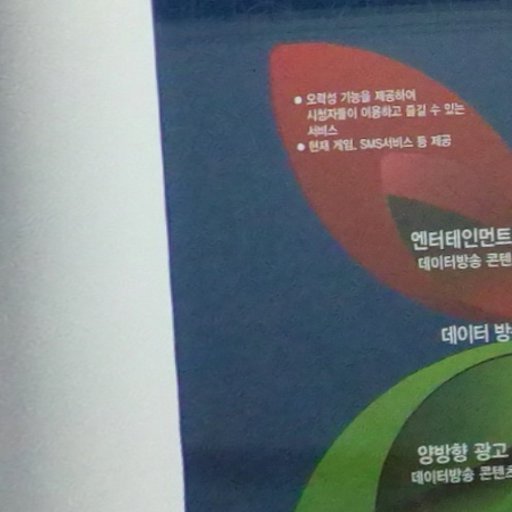 • 오락성 기능을 제공하여
시청자들이 이용하고 즐길 수 있는
서비스
• 현재 게임, SMS서비스 등 제공
엔터테인먼트
데이터방송 콘텐
데이터 방
양방향 광고
데이터방송 콘텐츠